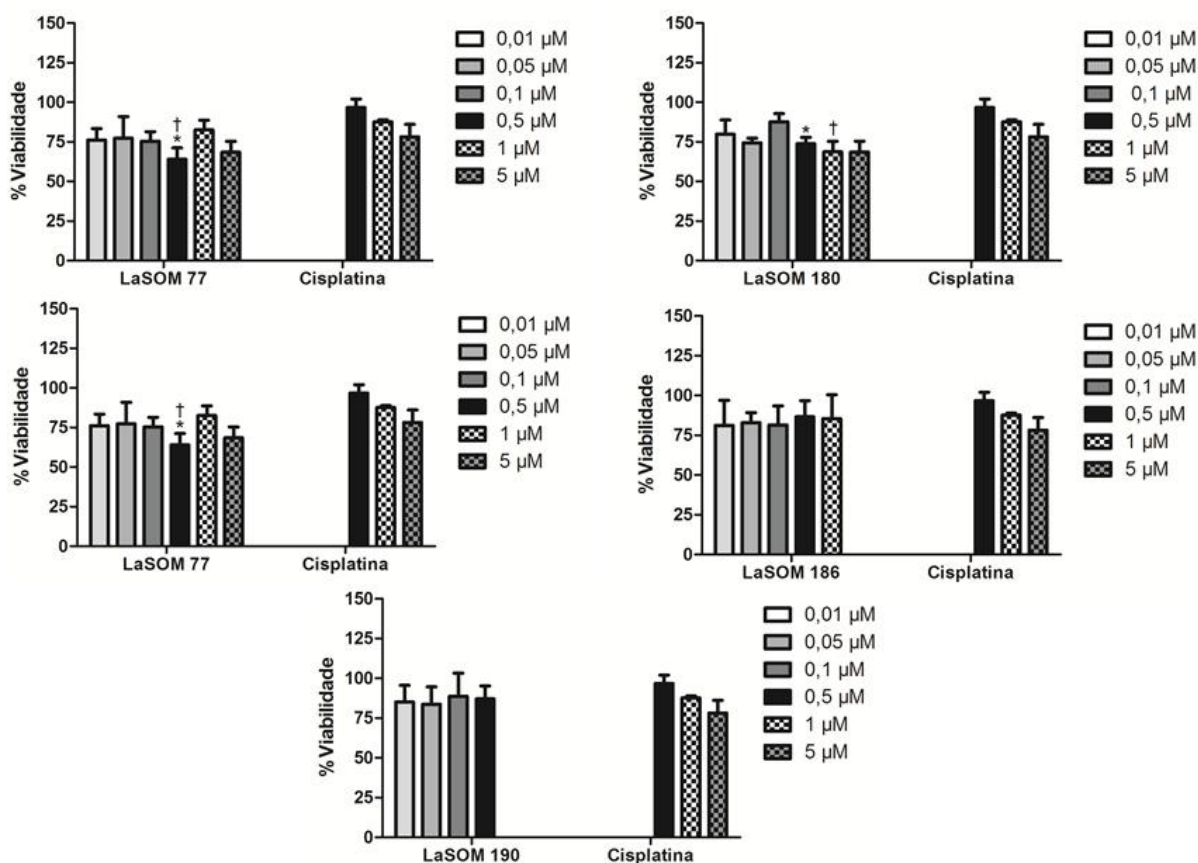 % Viabilidade
150
125
100
75
50
25
0
†
*
LaSOM 77
Cisplatina
0,01 µM
0,05 µM
0,1 µM
0,5 µM
1 µM
5 µM
% Viabilidade
150
125
100
75
50
25
0
*
†
LaSOM 180
Cisplatina
0,01 µM
0,05 µM
0,1 µM
0,5 µM
1 µM
5 µM
% Viabilidade
150
125
100
75
50
25
0
†
*
LaSOM 77
Cisplatina
0,01 µM
0,05 µM
0,1 µM
0,5 µM
1 µM
5 µM
% Viabilidade
150
125
100
75
50
25
0
LaSOM 186
Cisplatina
0,01 µM
0,05 µM
0,1 µM
0,5 µM
1 µM
5 µM
% Viabilidade
150
125
100
75
50
25
0
LaSOM 190
Cisplatina
0,01 µM
0,05 µM
0,1 µM
0,5 µM
1 µM
5 µM